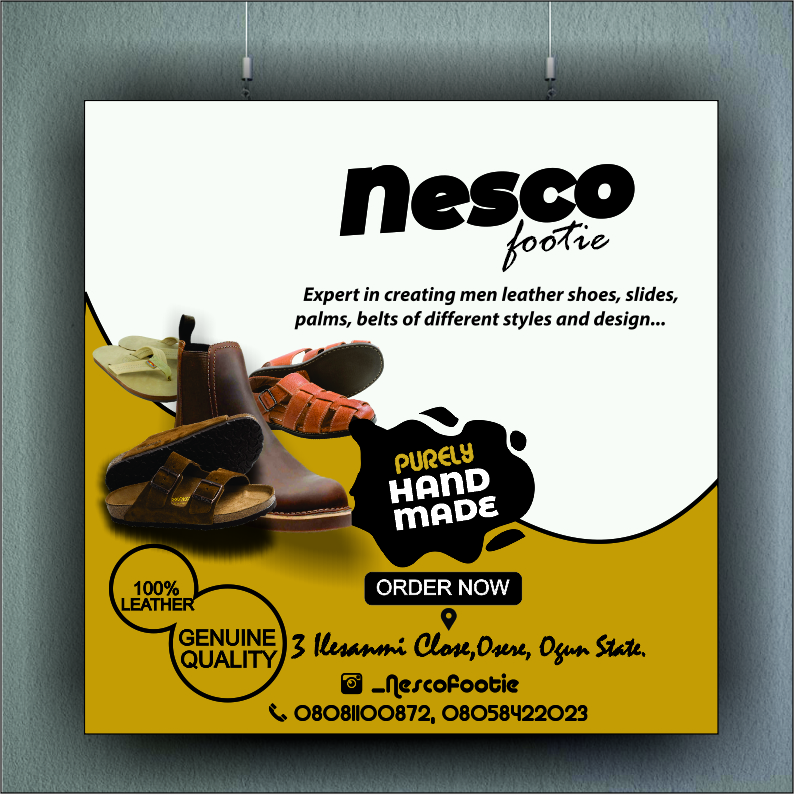 nesco
footie
Expert in creating men leather shoes, slides,
palms, belts of different styles and design...
PURELY
HAND
MADE
100%
LEATHER
GENUINE
QUALITY
ORDER NOW
3 Ilesanmi Close,Osere, Ogun State.
_Nescofootie
08081100872, 08058422023